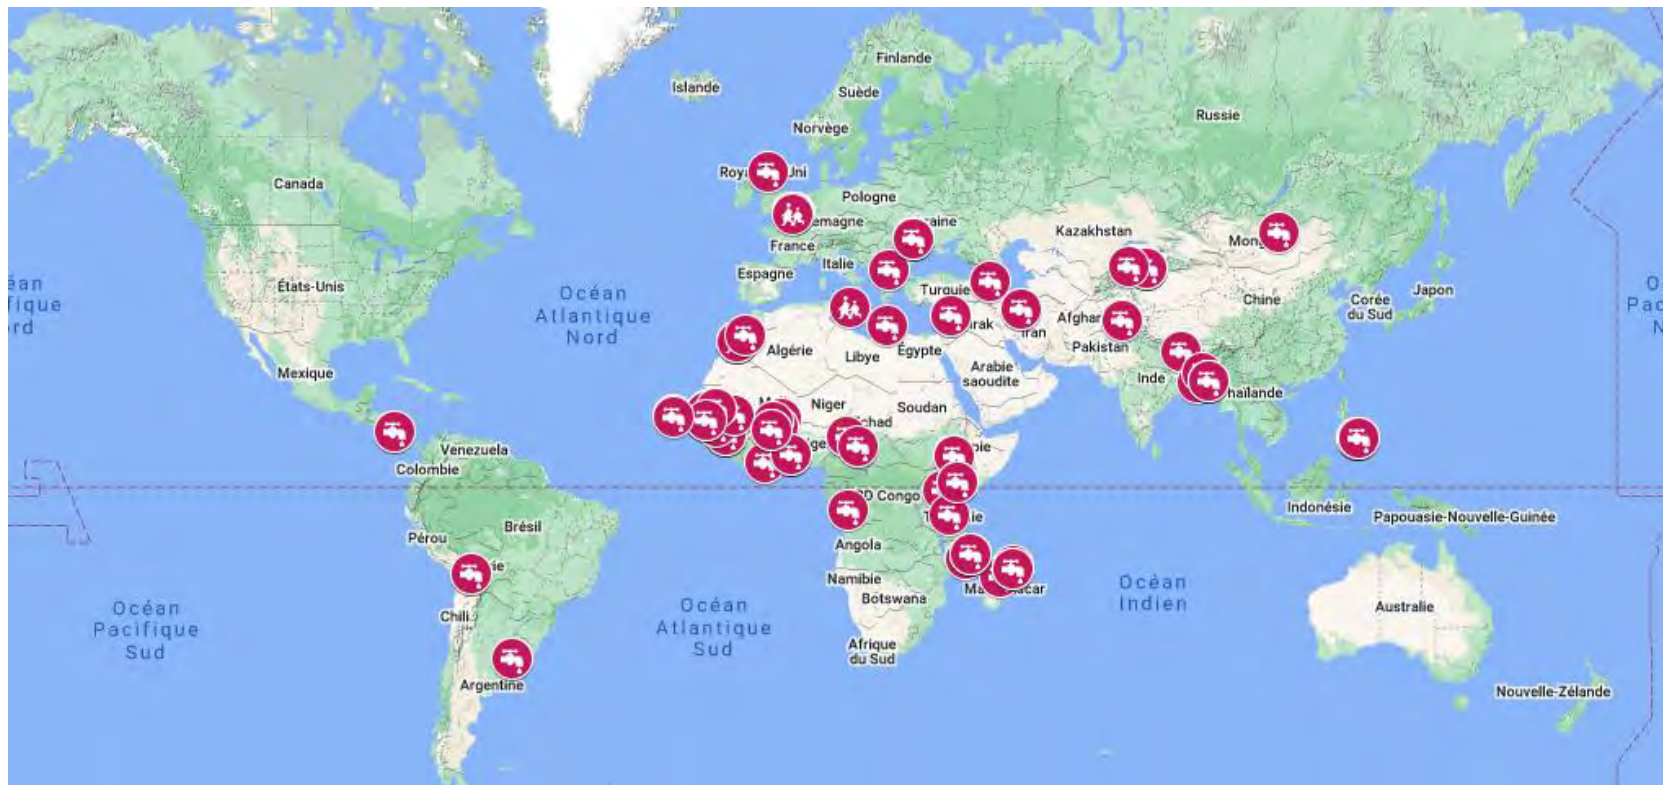 Finlande
Islande
Suède
Russie
Norvège
Canada
Pologne
Kazakhstan
France
Italie
Espagne
États-Unis
Océan
Atlantique
Nord
Turquie
Chine
Corée
du Sud
Japon
Pakistan
Algérie
Libye
Égypte
Arabie
saoudite
Mexique
Inde
Niger
Soudan
Venezuela
Colombie
Indonésie
Papouasie-Nouvelle-Guinée
Brésil
Pérou
Angola
Namibie
Botswana
Océan
Indien
Océan
Pacifique
Sud
Chili
Océan
Atlantique
Sud
Australie
Afrique
du Sud
Argentine
Nouvelle-Zélande